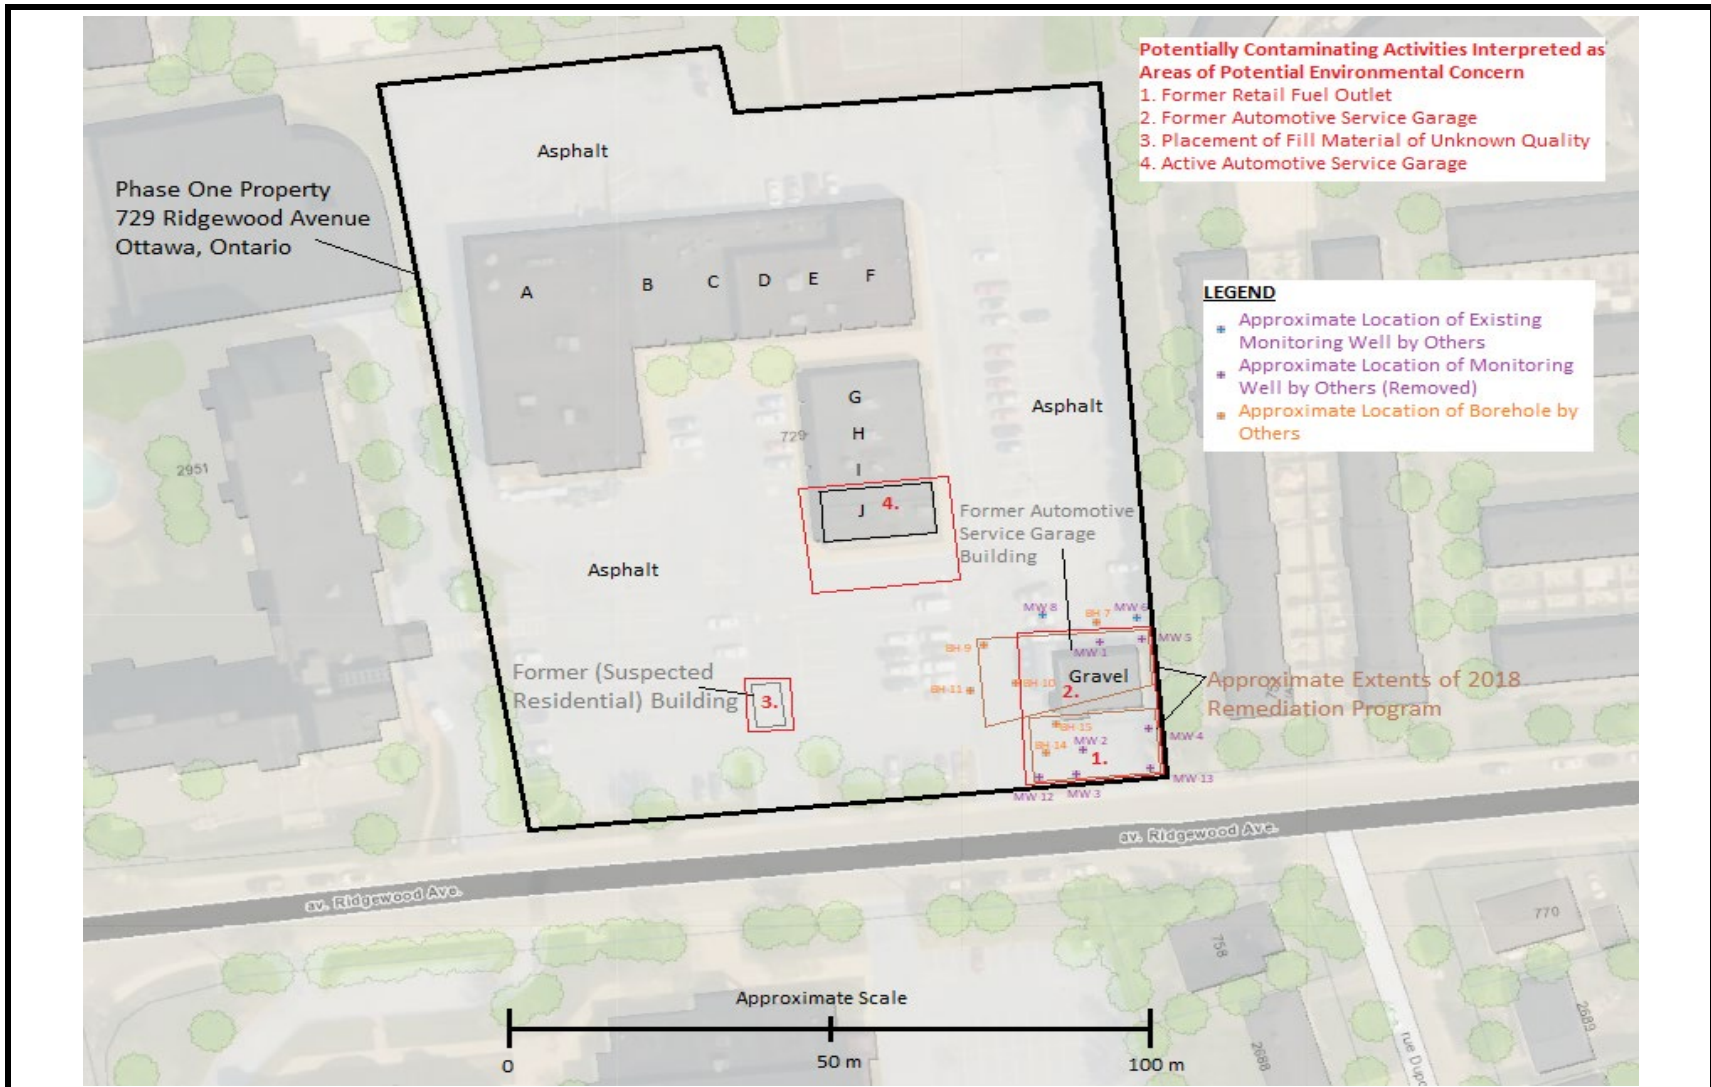 Potentially Contaminating Activities Interpreted as
Areas of Potential Environmental Concern
1. Former Retail Fuel Outlet
2. Former Automotive Service Garage
3. Placement of Fill Material of Unknown Quality
4. Active Automotive Service Garage
Asphalt
Phase One Property
729 Ridgewood Avenue
Ottawa, Ontario
A
B
C
D
E
F
LEGEND
Approximate Location of Existing
Monitoring Well by Others
Approximate Location of Monitoring
Well by Others (Removed)
Approximate Location of Borehole by
Others
G
Asphalt
H
729
I
2951
J
4.
Former Automotive
Service Garage
Building
Asphalt
MW 8
BH-7
MW 6
MW-5
BH-9
MW-1
Former (Suspected
Residential) Building
3.
BH-11
BH-10
Gravel
2.
Approximate Extents of 2018
Remediation Program
BH-15
MW-4
BH-14
MW-2
1.
MW-13
MW-12
MW-3
av. Ridgewood Ave.
av. Ridgewood Ave.
770
758
Approximate Scale
2689
2688
0
50 m
100 m